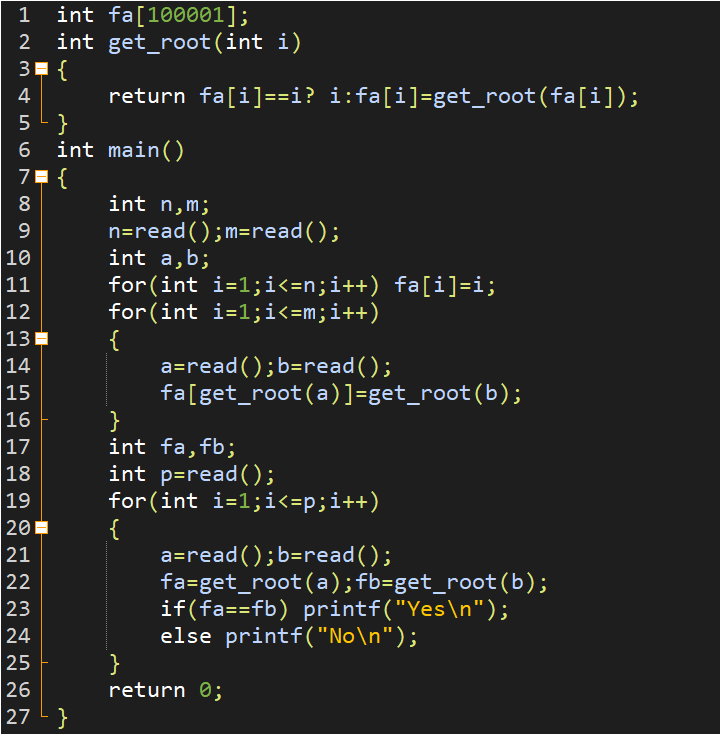 1 int fa[100001];
2 int get_root(int i)
3 {
4     return fa[i]==i? i:fa[i]=get_root(fa[i]);
5 }
6 int main()
7 {
8     int n,m;
9     n=read();m=read();
10     int a,b;
11     for(int i=1;i<=n;i++) fa[i]=i;
12     for(int i=1;i<=m;i++)
13     {
14         a=read();b=read();
15         fa[get_root(a)]=get_root(b);
16     }
17     int fa,fb;
18     int p=read();
19     for(int i=1;i<=p;i++)
20     {
21         a=read();b=read();
22         fa=get_root(a);fb=get_root(b);
23         if(fa==fb) printf("Yes\n");
24         else printf("No\n");
25     }
26     return 0;
27 }